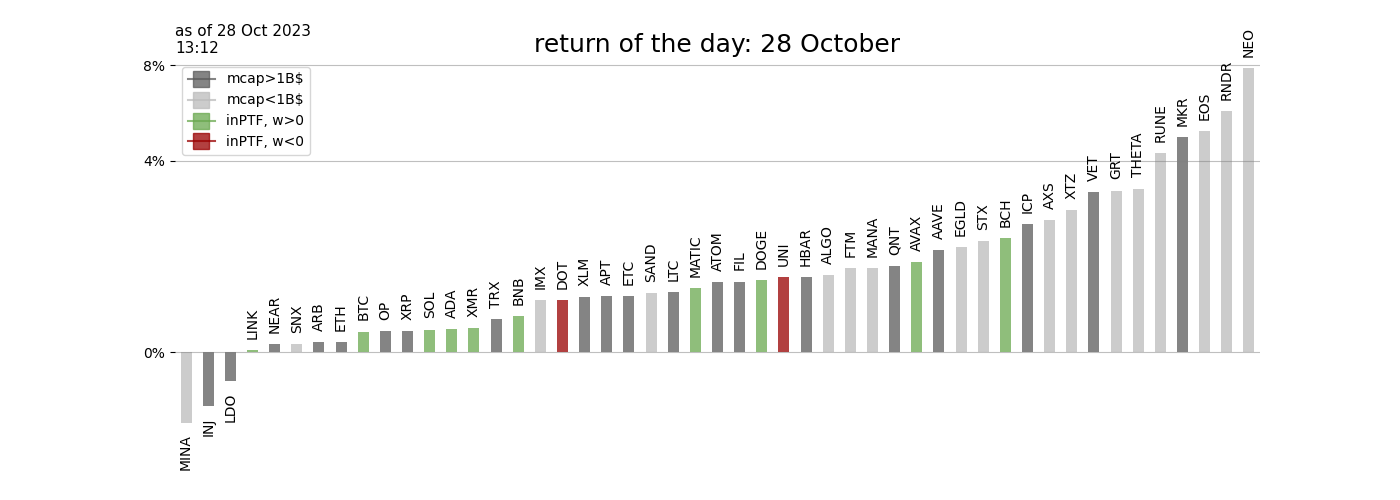 as of 28 Oct 2023
13:12
return of the day: 28 October
8%
4%
0%
mcap>1B$
mcap<1B$
inPTF, w>0
inPTF, w<0
MINA
INJ
LDO
LINK
NEAR
SNX
ARB
ETH
BTC
OP
XRP
SOL
ADA
XMR
TRX
BNB
IMX
DOT
XLM
APT
ETC
SAND
LTC
MATIC
ATOM
FIL
DOGE
UNI
HBAR
ALGO
FTM
MANA
QNT
AVAX
AAVE
EGLD
STX
BCH
ICP
AXS
XTZ
VET
GRT
THETA
RUNE
MKR
EOS
RNDR
NEO